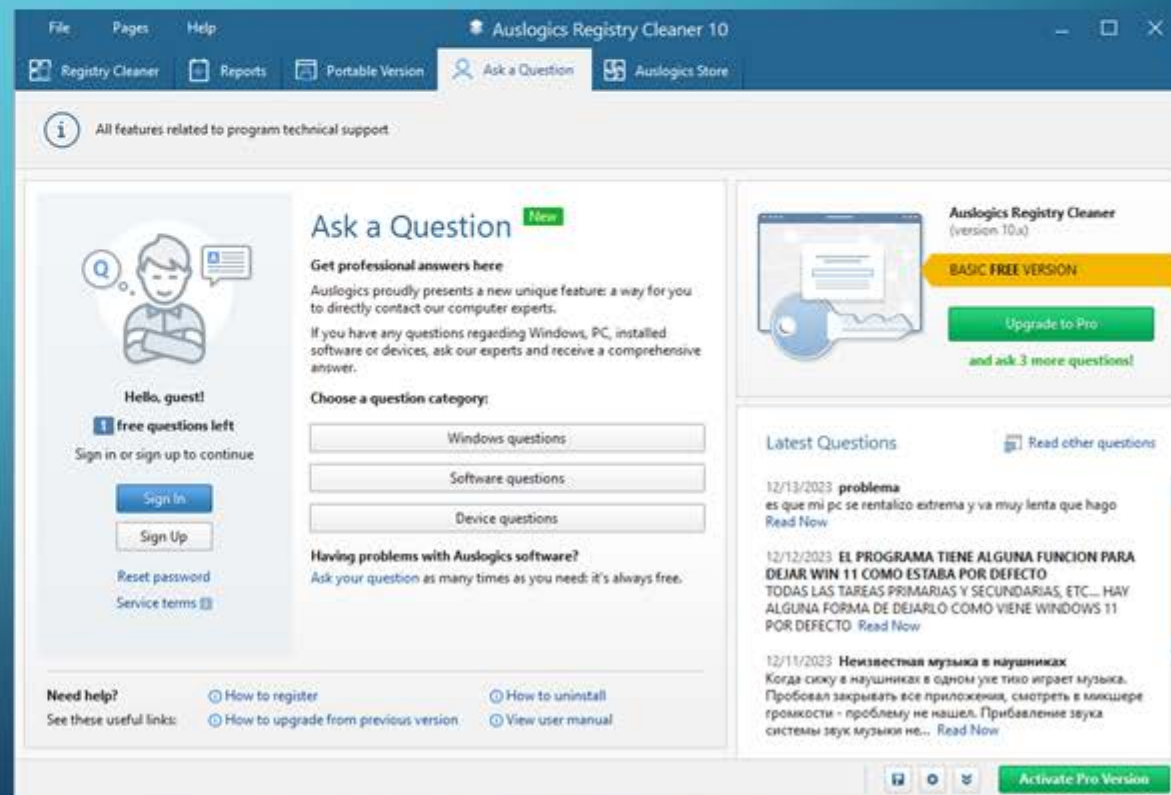 File Pages Help
Auslogics Registry Cleaner 10
Registry Cleaner Reports Portable Version Ask a Question Auslogics Store
All features related to program technical support
Q
A
Hello, guest!
1 free questions left
Sign in or sign up to continue
Sign In
Sign Up
Reset password
Service terms
Ask a Question New
Get professional answers here
Auslogics proudly presents a new unique feature: a way for you
to directly contact our computer experts.
If you have any questions regarding Windows, PC, installed
software or devices, ask our experts and receive a comprehensive
answer.
Choose a question category:
Windows questions
Software questions
Device questions
Having problems with Auslogics software?
Ask your question as many times as you need: it's always free.
Need help?
See these useful links:
How to register
How to upgrade from previous version
How to uninstall
View user manual
Auslogics Registry Cleaner
(version 10.x)
BASIC FREE VERSION
Upgrade to Pro
and ask 3 more questions!
Latest Questions Read other questions
12/13/2023 problema
es que mi pc se rentalizo extrema y va muy lenta que hago
Read Now
12/12/2023 EL PROGRAMA TIENE ALGUNA FUNCION PARA
DEJAR WIN 11 COMO ESTABA POR DEFECTO
TODAS LAS TAREAS PRIMARIAS Y SECUNDARIAS, ETC... HAY
ALGUNA FORMA DE DEJARLO COMO VIENE WINDOWS 11
POR DEFECTO Read Now
12/11/2023 Неизвестная музыка в наушниках
Когда сижу в наушниках в одном ухе тихо играет музыка.
Пробовал закрывать все приложения, смотреть в микшере
громкости - проблему не нашел. Прибавление звука
системы звук музыки не... Read Now
Activate Pro Version